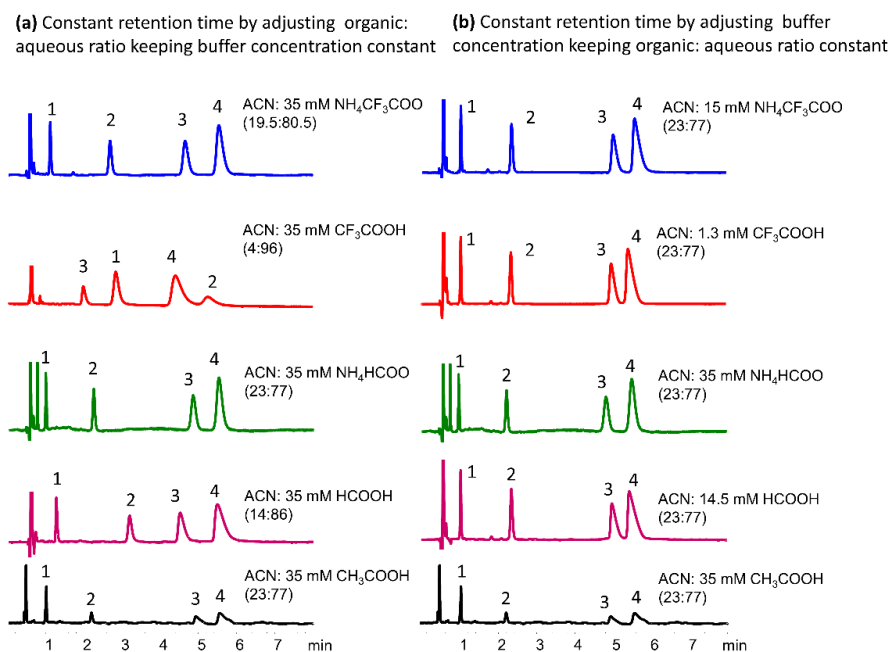 (a) Constant retention time by adjusting organic:
aqueous ratio keeping buffer concentration constant
1 2 3 4
ACN: 35 mM NH₄CF₃COO
(19.5:80.5)
3 1 4 2
ACN: 35 mM CF₃COOH
(4:96)
1 2 3 4
ACN: 35 mM NH₄HCOO
(23:77)
1 2 3 4
ACN: 35 mM HCOOH
(14:86)
1 2 3 4
ACN: 35 mM CH₃COOH
(23:77)
1 2 3 4 5 6 7 min
(b) Constant retention time by adjusting buffer
concentration keeping organic: aqueous ratio constant
1 2 3 4
ACN: 15 mM NH₄CF₃COO
(23:77)
1 2 3 4
ACN: 1.3 mM CF₃COOH
(23:77)
1 2 3 4
ACN: 35 mM NH₄HCOO
(23:77)
1 2 3 4
ACN: 14.5 mM HCOOH
(23:77)
1 2 3 4
ACN: 35 mM CH₃COOH
(23:77)
1 2 3 4 5 6 7 min